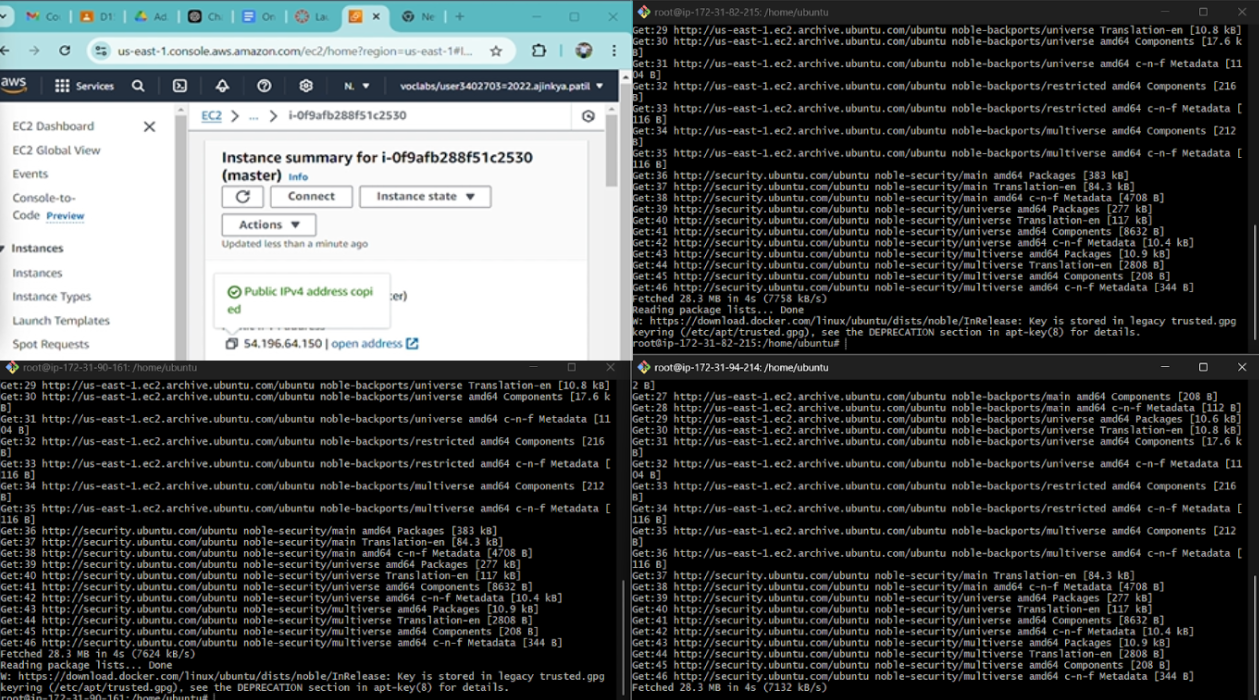 Co
D1
Ad
Ch
On
Lau
Ne
us-east-1.console.aws.amazon.com/ec2/home?region=us-east-1#I...
aws
Services
N.
voclabs/user3402703=2022.ajinkya.patil
EC2 Dashboard
EC2 Global View
Events
Console-to-
Code Preview
Instances
Instances
Instance Types
Launch Templates
Spot Requests
EC2 > ... > i-0f9afb288f51c2530
Instance summary for i-0f9afb288f51c2530
(master) Info
Connect
Instance state
Actions
Updated less than a minute ago
Public IPv4 address copi
ed
ter)
54.196.64.150 | open address
root@ip-172-31-82-215: /home/ubuntu
Get:29 http://us-east-1.ec2.archive.ubuntu.com/ubuntu noble-backports/universe Translation-en [10.8 kB]
Get:30 http://us-east-1.ec2.archive.ubuntu.com/ubuntu noble-backports/universe amd64 Components [17.6 k
B]
Get:31 http://us-east-1.ec2.archive.ubuntu.com/ubuntu noble-backports/universe amd64 c-n-f Metadata [11
04 B]
Get:32 http://us-east-1.ec2.archive.ubuntu.com/ubuntu noble-backports/restricted amd64 Components [216
B]
Get:33 http://us-east-1.ec2.archive.ubuntu.com/ubuntu noble-backports/restricted amd64 c-n-f Metadata [
116 B]
Get:34 http://us-east-1.ec2.archive.ubuntu.com/ubuntu noble-backports/multiverse amd64 Components [212
B]
Get:35 http://us-east-1.ec2.archive.ubuntu.com/ubuntu noble-backports/multiverse amd64 c-n-f Metadata [
116 B]
Get:36 http://security.ubuntu.com/ubuntu noble-security/main amd64 Packages [383 kB]
Get:37 http://security.ubuntu.com/ubuntu noble-security/main Translation-en [84.3 kB]
Get:38 http://security.ubuntu.com/ubuntu noble-security/main amd64 c-n-f Metadata [4708 B]
Get:39 http://security.ubuntu.com/ubuntu noble-security/universe amd64 Packages [277 kB]
Get:40 http://security.ubuntu.com/ubuntu noble-security/universe Translation-en [117 kB]
Get:41 http://security.ubuntu.com/ubuntu noble-security/universe amd64 Components [8632 B]
Get:42 http://security.ubuntu.com/ubuntu noble-security/universe amd64 c-n-f Metadata [10.4 kB]
Get:43 http://security.ubuntu.com/ubuntu noble-security/multiverse amd64 Packages [10.9 kB]
Get:44 http://security.ubuntu.com/ubuntu noble-security/multiverse Translation-en [2808 B]
Get:45 http://security.ubuntu.com/ubuntu noble-security/multiverse amd64 Components [208 B]
Get:46 http://security.ubuntu.com/ubuntu noble-security/multiverse amd64 c-n-f Metadata [344 B]
Fetched 28.3 MB in 4s (7758 kB/s)
Reading package lists... Done
W: https://download.docker.com/linux/ubuntu/dists/noble/InRelease: Key is stored in legacy trusted.gpg
keyring (/etc/apt/trusted.gpg), see the DEPRECATION section in apt-key(8) for details.
root@ip-172-31-82-215:/home/ubuntu#
root@ip-172-31-90-161: /home/ubuntu
Get:29 http://us-east-1.ec2.archive.ubuntu.com/ubuntu noble-backports/universe Translation-en [10.8 kB]
Get:30 http://us-east-1.ec2.archive.ubuntu.com/ubuntu noble-backports/universe amd64 Components [17.6 k
B]
Get:31 http://us-east-1.ec2.archive.ubuntu.com/ubuntu noble-backports/universe amd64 c-n-f Metadata [11
04 B]
Get:32 http://us-east-1.ec2.archive.ubuntu.com/ubuntu noble-backports/restricted amd64 Components [216
B]
Get:33 http://us-east-1.ec2.archive.ubuntu.com/ubuntu noble-backports/restricted amd64 c-n-f Metadata [
116 B]
Get:34 http://us-east-1.ec2.archive.ubuntu.com/ubuntu noble-backports/multiverse amd64 Components [212
B]
Get:35 http://us-east-1.ec2.archive.ubuntu.com/ubuntu noble-backports/multiverse amd64 c-n-f Metadata [
116 B]
Get:36 http://security.ubuntu.com/ubuntu noble-security/main amd64 Packages [383 kB]
Get:37 http://security.ubuntu.com/ubuntu noble-security/main Translation-en [84.3 kB]
Get:38 http://security.ubuntu.com/ubuntu noble-security/main amd64 c-n-f Metadata [4708 B]
Get:39 http://security.ubuntu.com/ubuntu noble-security/universe amd64 Packages [277 kB]
Get:40 http://security.ubuntu.com/ubuntu noble-security/universe Translation-en [117 kB]
Get:41 http://security.ubuntu.com/ubuntu noble-security/universe amd64 Components [8632 B]
Get:42 http://security.ubuntu.com/ubuntu noble-security/universe amd64 c-n-f Metadata [10.4 kB]
Get:43 http://security.ubuntu.com/ubuntu noble-security/multiverse amd64 Packages [10.9 kB]
Get:44 http://security.ubuntu.com/ubuntu noble-security/multiverse Translation-en [2808 B]
Get:45 http://security.ubuntu.com/ubuntu noble-security/multiverse amd64 Components [208 B]
Get:46 http://security.ubuntu.com/ubuntu noble-security/multiverse amd64 c-n-f Metadata [344 B]
Fetched 28.3 MB in 4s (7624 kB/s)
Reading package lists... Done
W: https://download.docker.com/linux/ubuntu/dists/noble/InRelease: Key is stored in legacy trusted.gpg
keyring (/etc/apt/trusted.gpg), see the DEPRECATION section in apt-key(8) for details.
root@ip-172-31-90-161:/home/ubuntu#
root@ip-172-31-94-214: /home/ubuntu
2 B]
Get:27 http://us-east-1.ec2.archive.ubuntu.com/ubuntu noble-backports/main amd64 Components [208 B]
Get:28 http://us-east-1.ec2.archive.ubuntu.com/ubuntu noble-backports/main amd64 c-n-f Metadata [112 B]
Get:29 http://us-east-1.ec2.archive.ubuntu.com/ubuntu noble-backports/universe amd64 Packages [10.6 kB]
Get:30 http://us-east-1.ec2.archive.ubuntu.com/ubuntu noble-backports/universe Translation-en [10.8 kB]
Get:31 http://us-east-1.ec2.archive.ubuntu.com/ubuntu noble-backports/universe amd64 Components [17.6 k
B]
Get:32 http://us-east-1.ec2.archive.ubuntu.com/ubuntu noble-backports/universe amd64 c-n-f Metadata [11
04 B]
Get:33 http://us-east-1.ec2.archive.ubuntu.com/ubuntu noble-backports/restricted amd64 Components [216
B]
Get:34 http://us-east-1.ec2.archive.ubuntu.com/ubuntu noble-backports/restricted amd64 c-n-f Metadata [
116 B]
Get:35 http://us-east-1.ec2.archive.ubuntu.com/ubuntu noble-backports/multiverse amd64 Components [212
B]
Get:36 http://us-east-1.ec2.archive.ubuntu.com/ubuntu noble-backports/multiverse amd64 c-n-f Metadata [
116 B]
Get:37 http://security.ubuntu.com/ubuntu noble-security/main Translation-en [84.3 kB]
Get:38 http://security.ubuntu.com/ubuntu noble-security/main amd64 c-n-f Metadata [4708 B]
Get:39 http://security.ubuntu.com/ubuntu noble-security/universe amd64 Packages [277 kB]
Get:40 http://security.ubuntu.com/ubuntu noble-security/universe Translation-en [117 kB]
Get:41 http://security.ubuntu.com/ubuntu noble-security/universe amd64 Components [8632 B]
Get:42 http://security.ubuntu.com/ubuntu noble-security/universe amd64 c-n-f Metadata [10.4 kB]
Get:43 http://security.ubuntu.com/ubuntu noble-security/multiverse amd64 Packages [10.9 kB]
Get:44 http://security.ubuntu.com/ubuntu noble-security/multiverse Translation-en [2808 B]
Get:45 http://security.ubuntu.com/ubuntu noble-security/multiverse amd64 Components [208 B]
Get:46 http://security.ubuntu.com/ubuntu noble-security/multiverse amd64 c-n-f Metadata [344 B]
Fetched 28.3 MB in 4s (7132 kB/s)